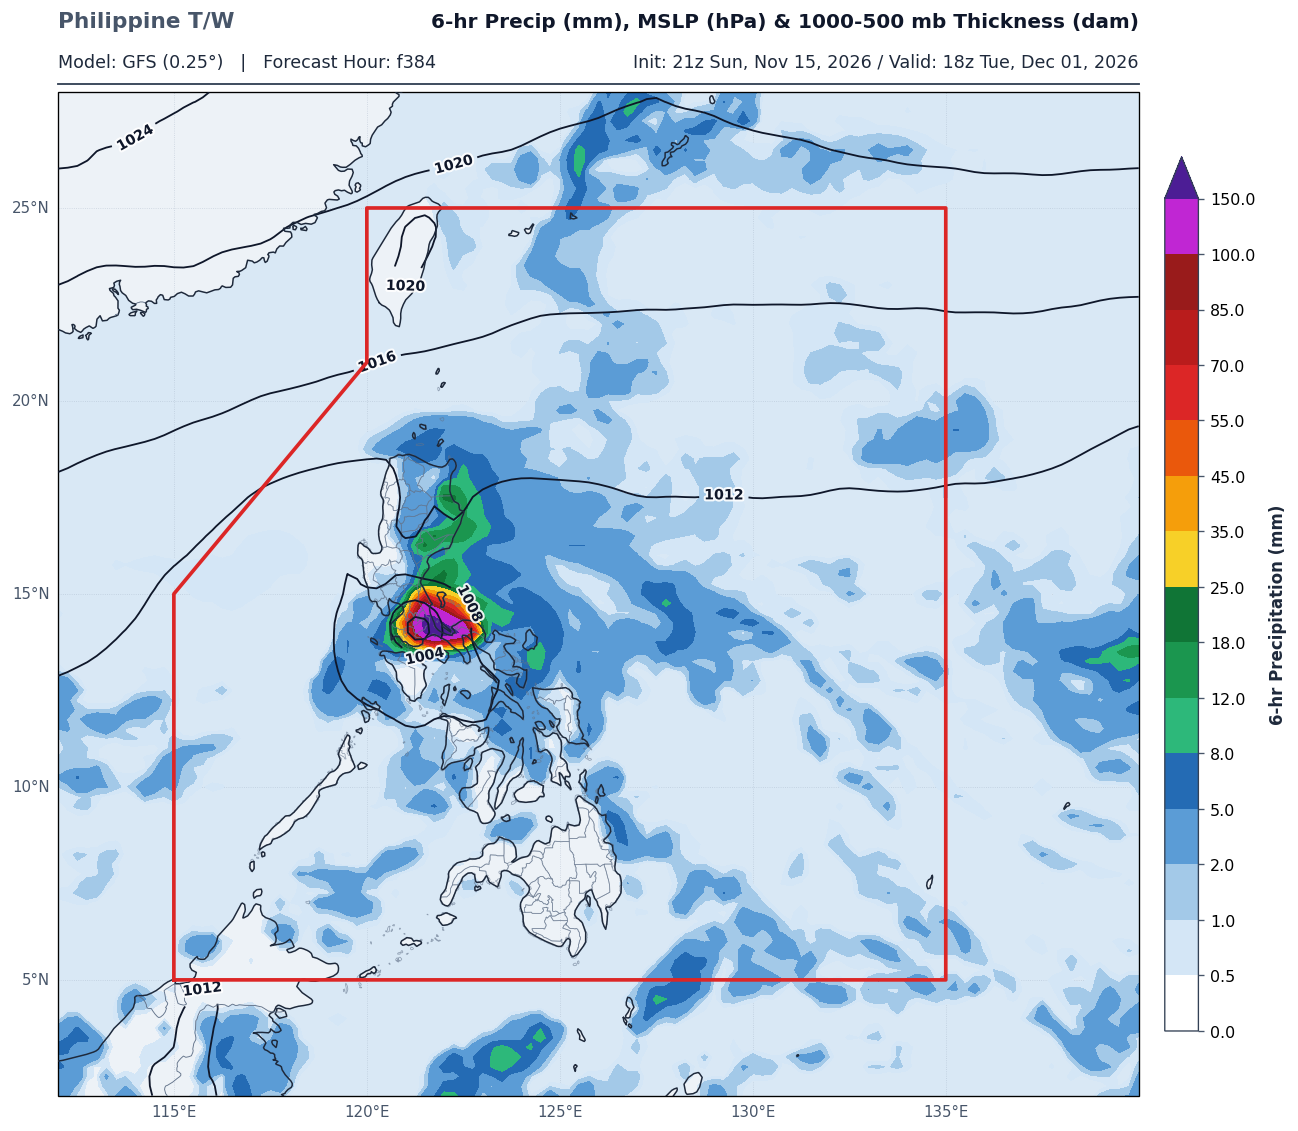 Philippine T/W
6-hr Precip (mm), MSLP (hPa) & 1000-500 mb Thickness (dam)
Model: GFS (0.25°) | Forecast Hour: f384
Init: 21z Sun, Nov 15, 2026 / Valid: 18z Tue, Dec 01, 2026
1024
1020
1020
1016
1012
1008
1004
1012
25°N
20°N
15°N
10°N
5°N
115°E
120°E
125°E
130°E
135°E
150.0
100.0
85.0
70.0
55.0
45.0
35.0
25.0
18.0
12.0
8.0
5.0
2.0
1.0
0.5
0.0
6-hr Precipitation (mm)